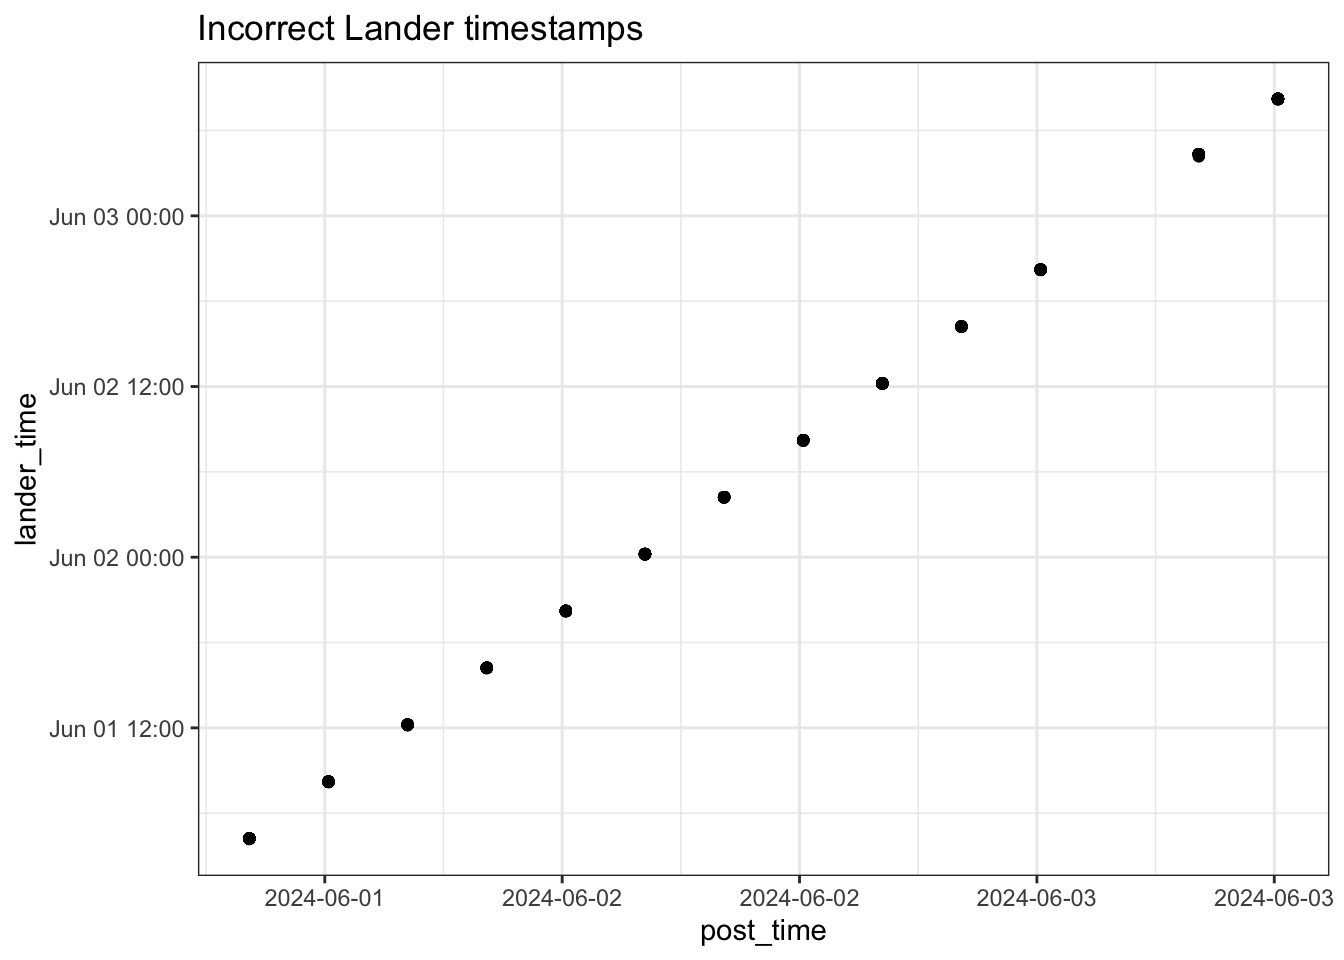 Incorrect Lander timestamps
Jun 03 00:00
Jun 02 12:00
Jun 02 00:00
Jun 01 12:00
lander_time
2024-06-01
2024-06-02
2024-06-02
2024-06-03
2024-06-03
post_time